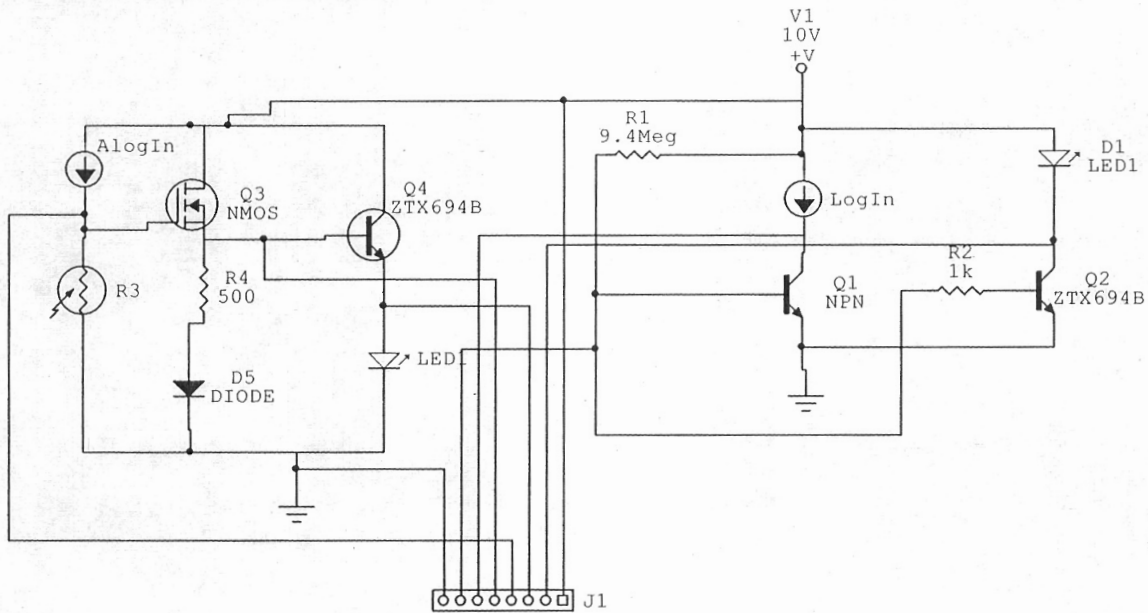 V1
10V
+V
R1
9.4Meg
D1
LED1
AlogIn
Q3
NMOS
Q4
ZTX694B
LogIn
R3
R4
500
R2
1k
Q1
NPN
Q2
ZTX694B
LED1
D5
DIODE
J1